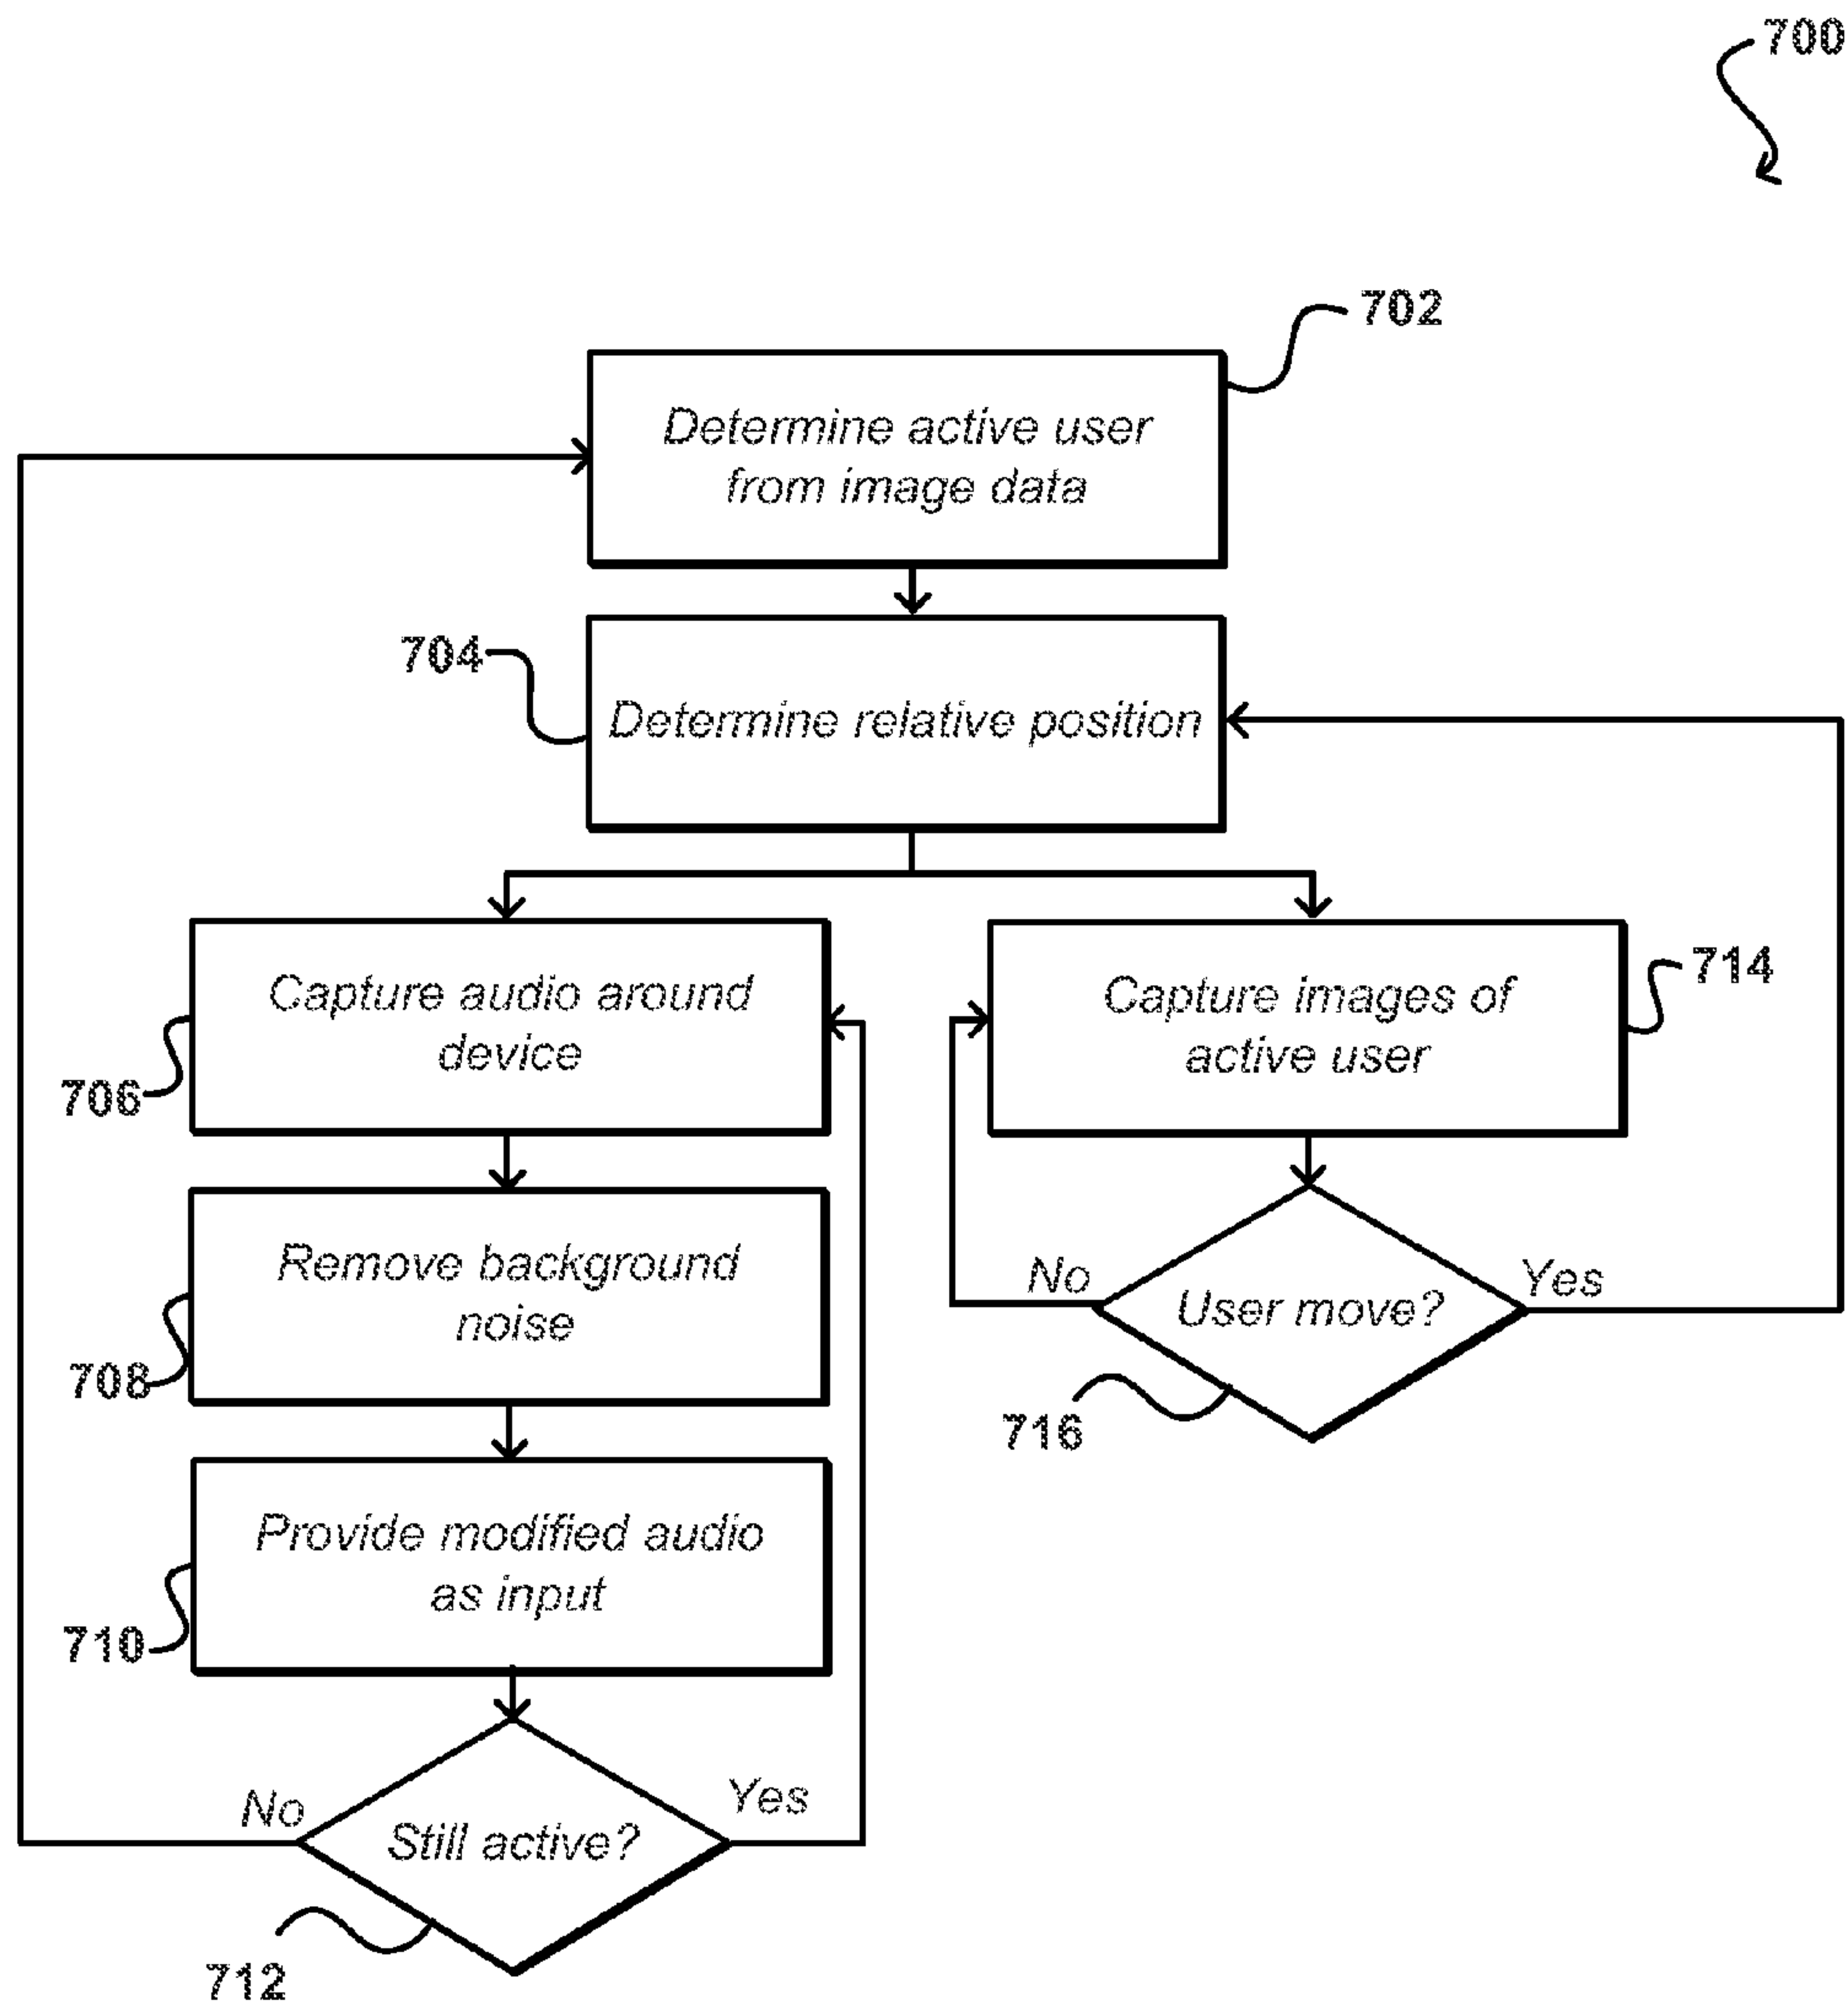 700
702
Determine active user
from image data
704
Determine relative position
706
Capture audio around
device
714
Capture images of
active user
708
Remove background
noise
No
User move?
Yes
716
710
Provide modified audio
as input
No
Still active?
Yes
712